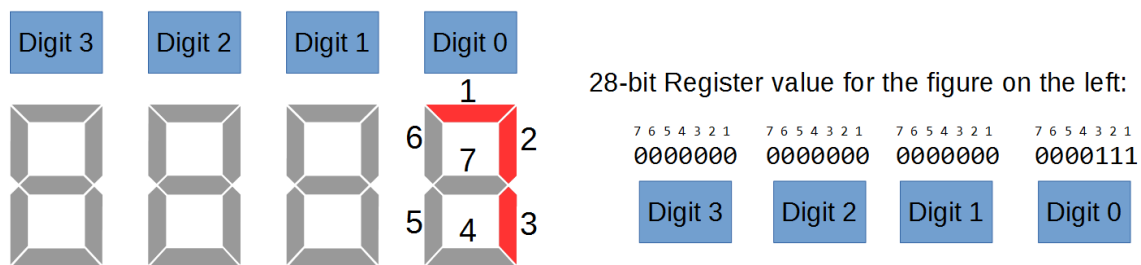 Digit 3 Digit 2 Digit 1 Digit 0
1
6 2
7
5 3
4
28-bit Register value for the figure on the left:
7 6 5 4 3 2 1 7 6 5 4 3 2 1 7 6 5 4 3 2 1 7 6 5 4 3 2 1
0000000 0000000 0000000 0000111
Digit 3 Digit 2 Digit 1 Digit 0